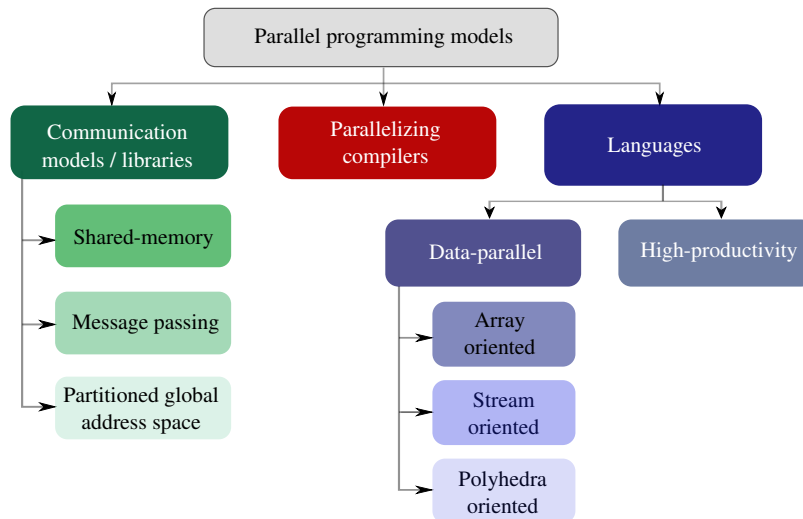 Parallel programming models
Communication
models / libraries
Parallelizing
compilers
Languages
Shared-memory
Message passing
Partitioned global
address space
Data-parallel
High-productivity
Array
oriented
Stream
oriented
Polyhedra
oriented